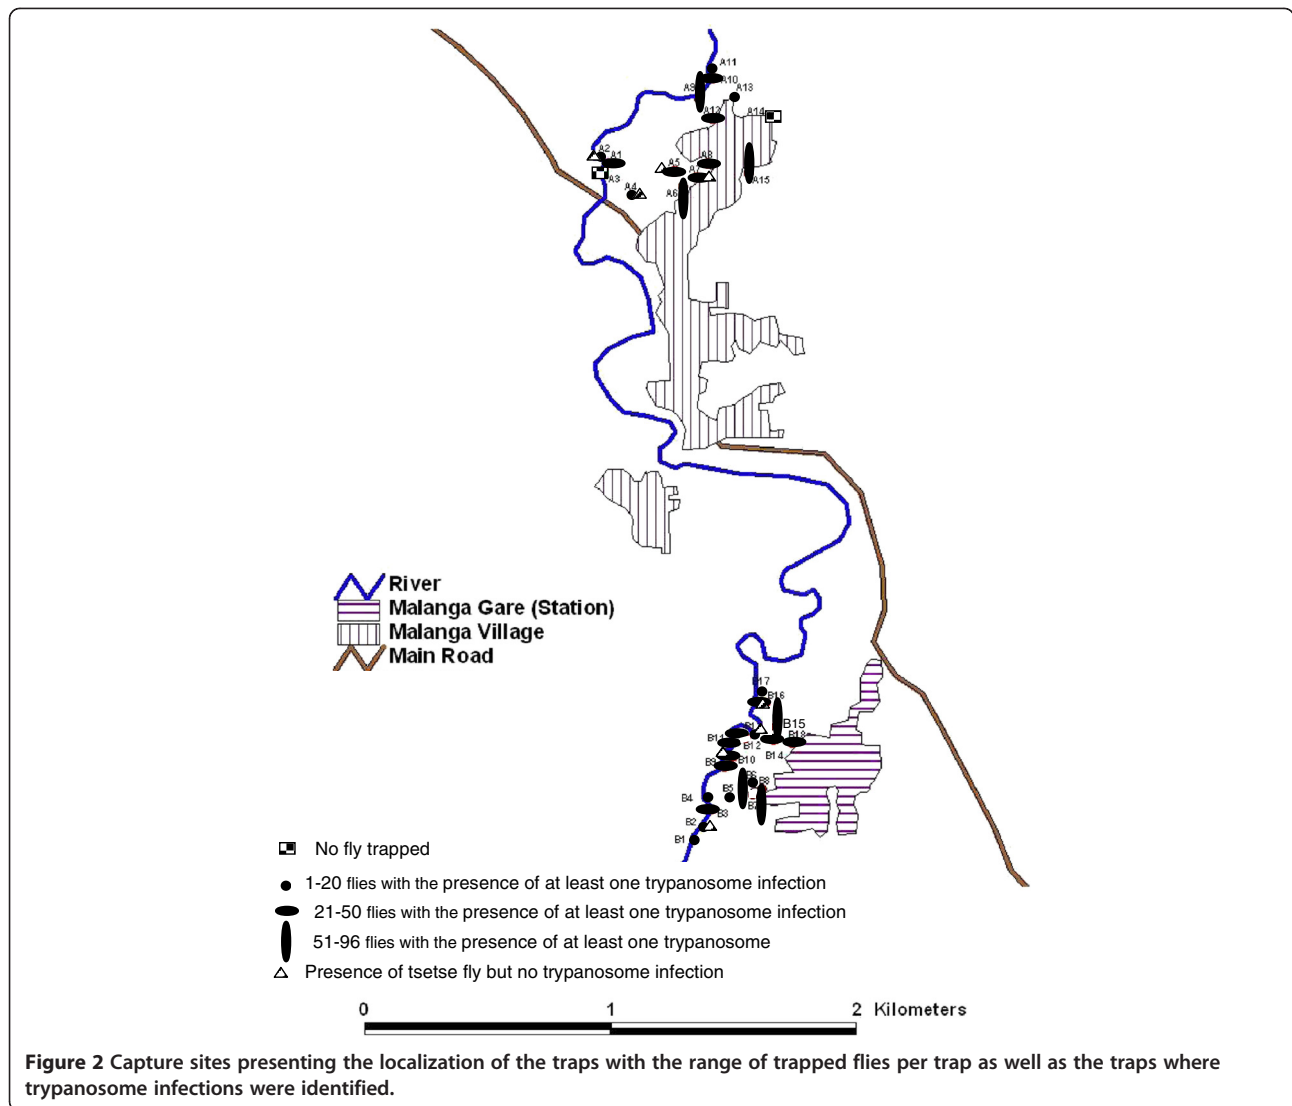 A11
A10
A9
A13
A12
A14
A2
A1
A5
A8
A3
A7
A15
A4
A6
River
Malanga Gare (Station)
Malanga Village
Main Road
B17
B16
B15
B11
B12
B18
B14
B10
B9
B6
B8
B4
B5
B3
B2
B1
No fly trapped
1-20 flies with the presence of at least one trypanosome infection
21-50 flies with the presence of at least one trypanosome infection
51-96 flies with the presence of at least one trypanosome
Presence of tsetse fly but no trypanosome infection
0 1 2 Kilometers
Figure 2 Capture sites presenting the localization of the traps with the range of trapped flies per trap as well as the traps where
trypanosome infections were identified.